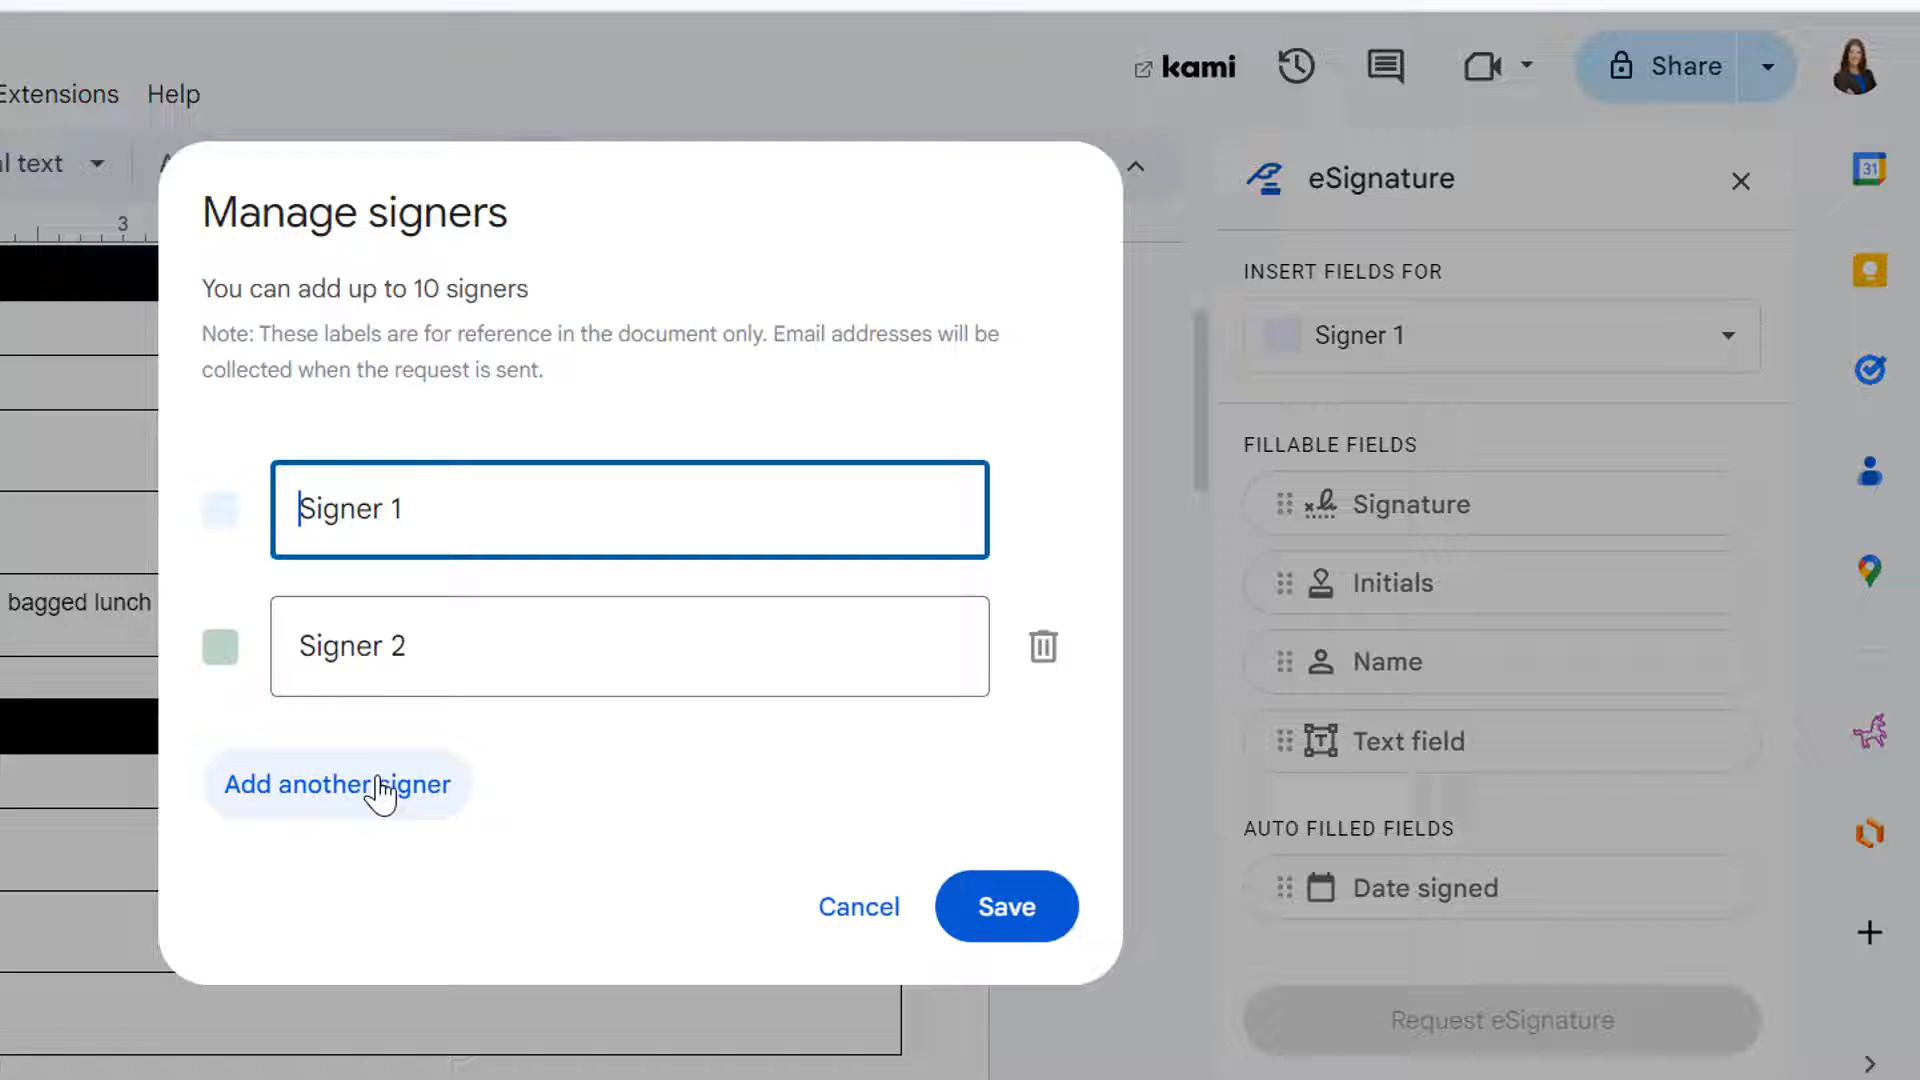 kami
Share
Extensions
Help
l text
3
31
Manage signers
You can add up to 10 signers
Note: These labels are for reference in the document only. Email addresses will be
collected when the request is sent.
Signer 1
Signer 2
Add another signer
Cancel
Save
bagged lunch
eSignature
INSERT FIELDS FOR
Signer 1
FILLABLE FIELDS
Signature
Initials
Name
Text field
AUTO FILLED FIELDS
Date signed
Request eSignature